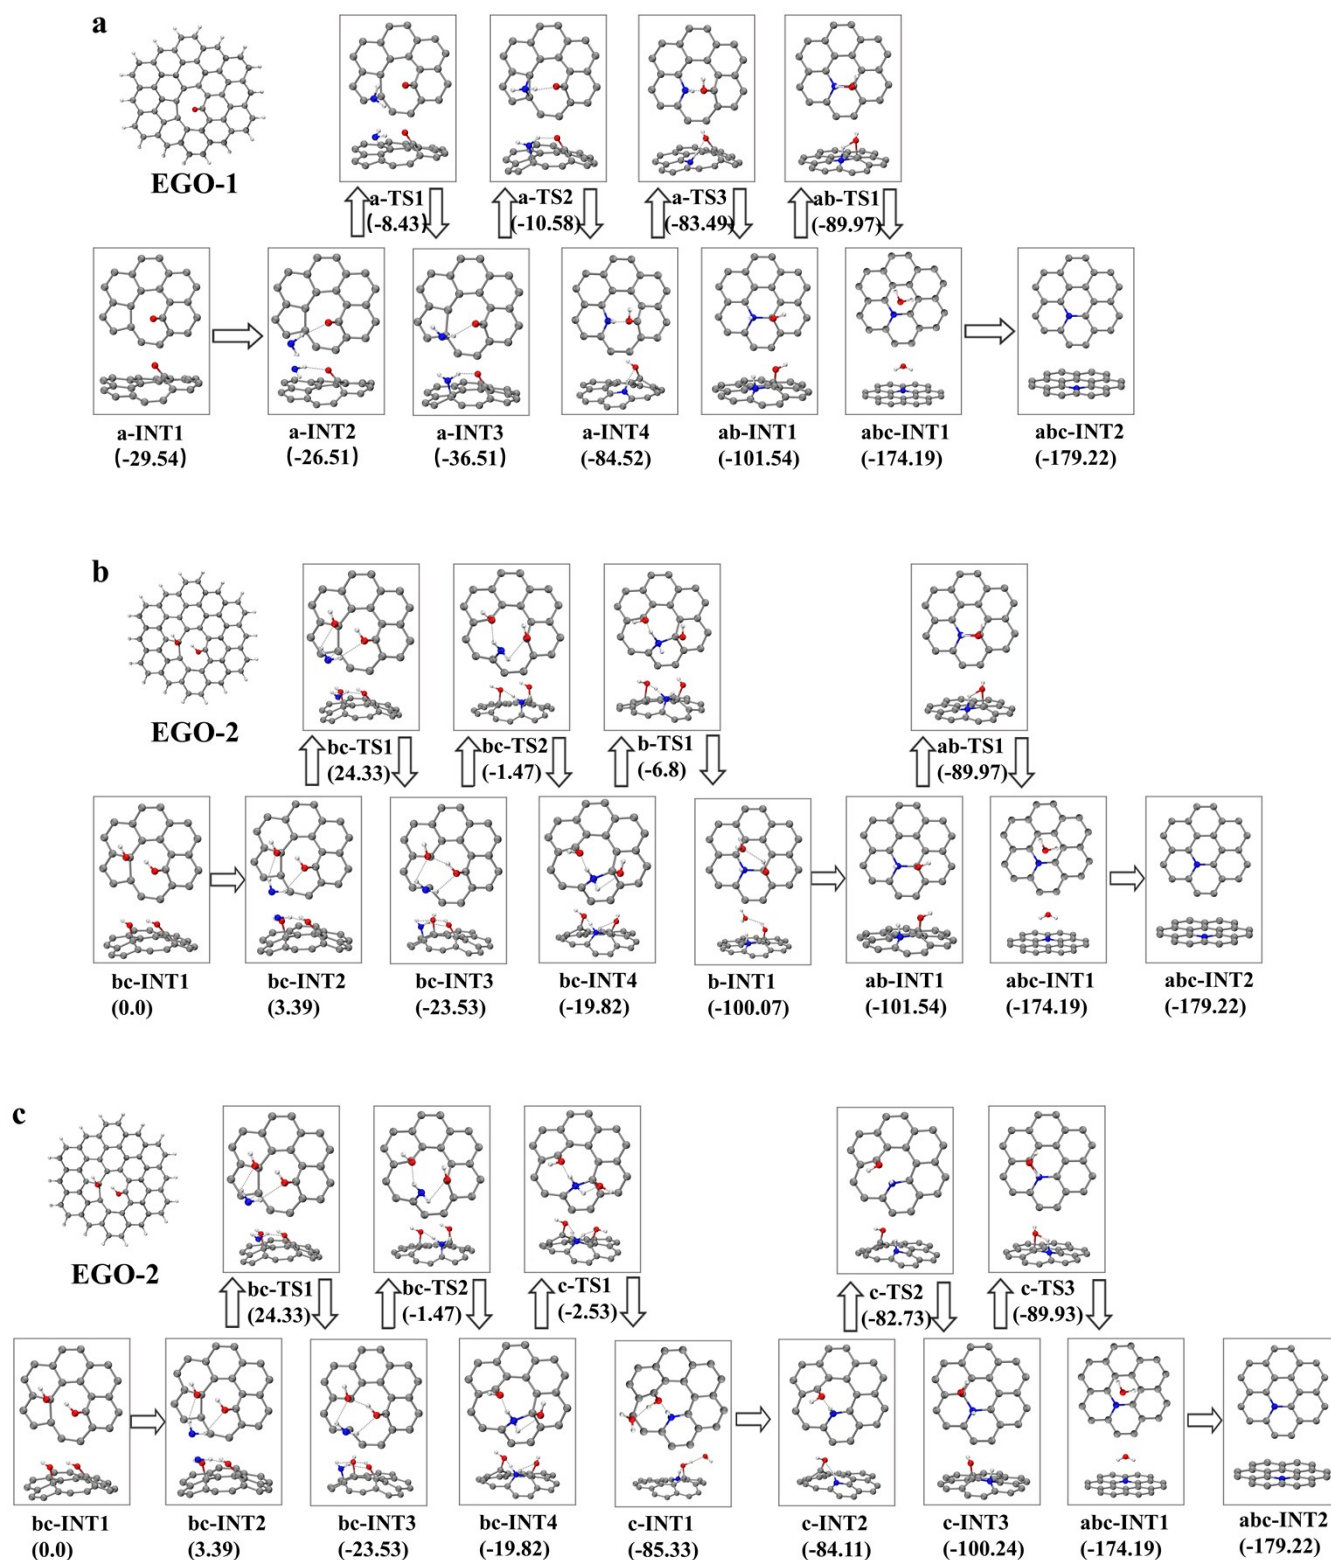 a
EGO-1
a-TS1
(-8.43)
a-TS2
(-10.58)
a-TS3
(-83.49)
ab-TS1
(-89.97)
a-INT1
(-29.54)
a-INT2
(-26.51)
a-INT3
(-36.51)
a-INT4
(-84.52)
ab-INT1
(-101.54)
abc-INT1
(-174.19)
abc-INT2
(-179.22)
b
EGO-2
bc-TS1
(24.33)
bc-TS2
(-1.47)
b-TS1
(-6.8)
ab-TS1
(-89.97)
bc-INT1
(0.0)
bc-INT2
(3.39)
bc-INT3
(-23.53)
bc-INT4
(-19.82)
b-INT1
(-100.07)
ab-INT1
(-101.54)
abc-INT1
(-174.19)
abc-INT2
(-179.22)
c
EGO-2
bc-TS1
(24.33)
bc-TS2
(-1.47)
c-TS1
(-2.53)
c-TS2
(-82.73)
c-TS3
(-89.93)
bc-INT1
(0.0)
bc-INT2
(3.39)
bc-INT3
(-23.53)
bc-INT4
(-19.82)
c-INT1
(-85.33)
c-INT2
(-84.11)
c-INT3
(-100.24)
abc-INT1
(-174.19)
abc-INT2
(-179.22)